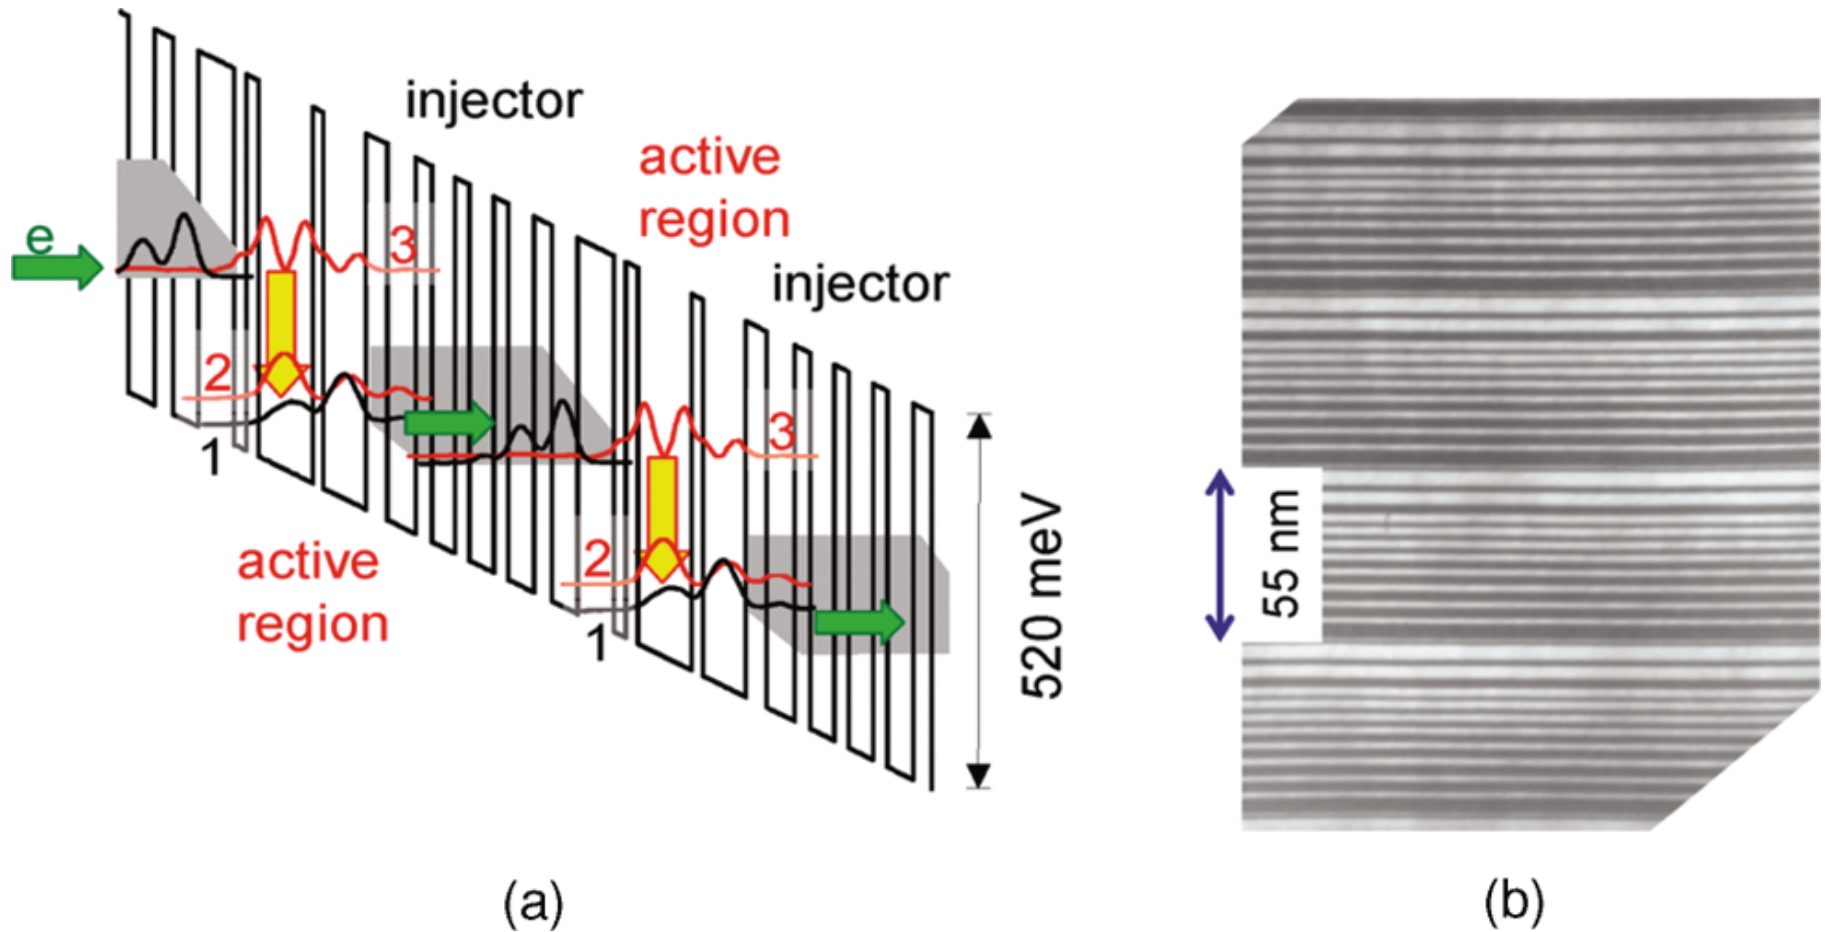 injector
active
region
injector
e
3
2
1
3
2
1
active
region
520 meV
55 nm
(a)
(b)